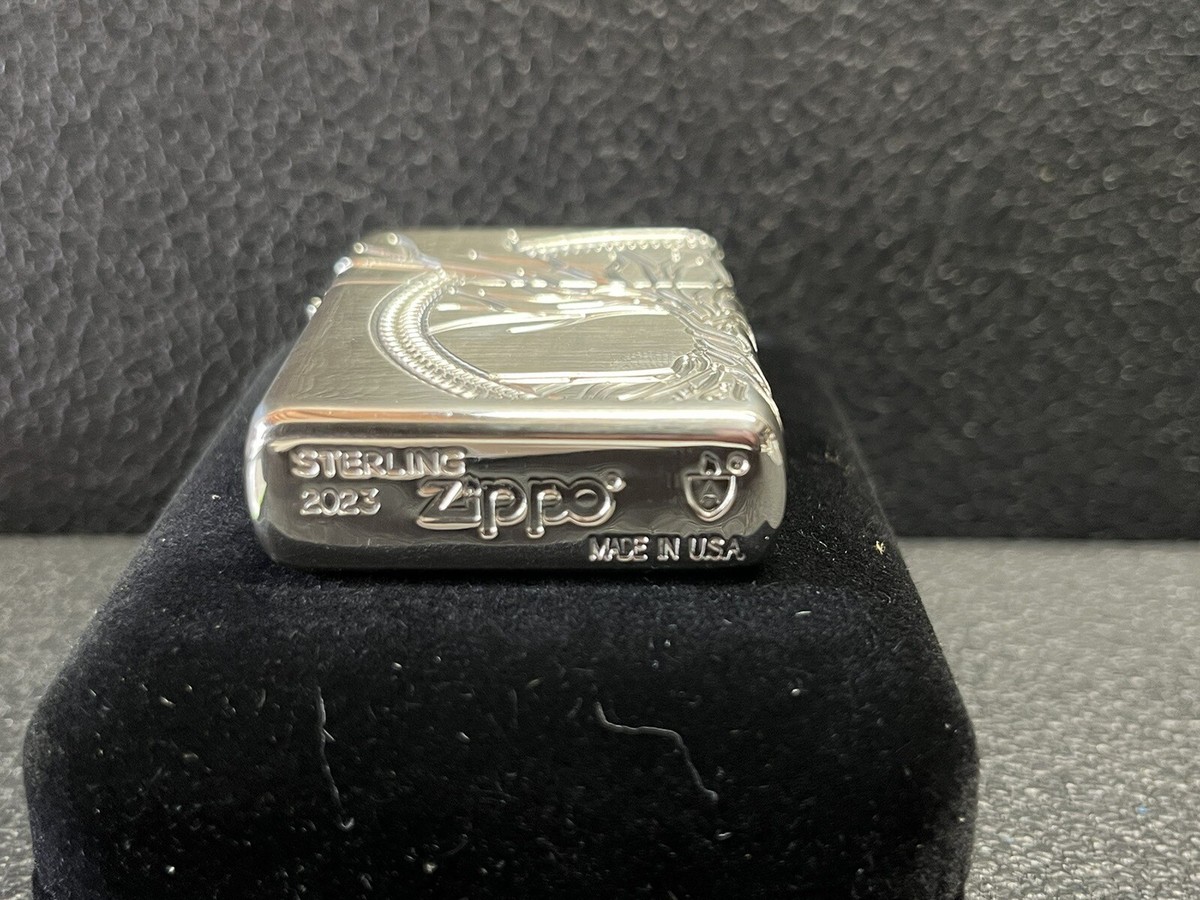 STERLING
2023
Zippo
MADE IN U.S.A.